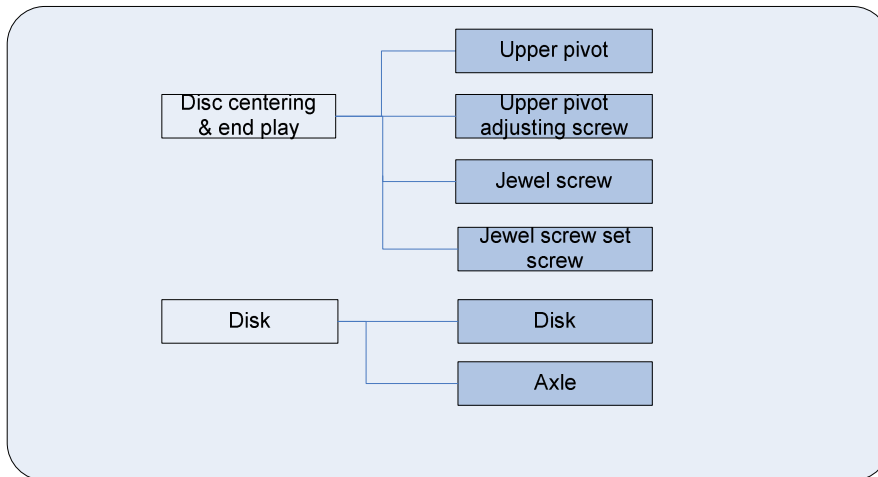 Upper pivot
Disc centering
& end play
Upper pivot
adjusting screw
Jewel screw
Jewel screw set
screw
Disk
Disk
Axle